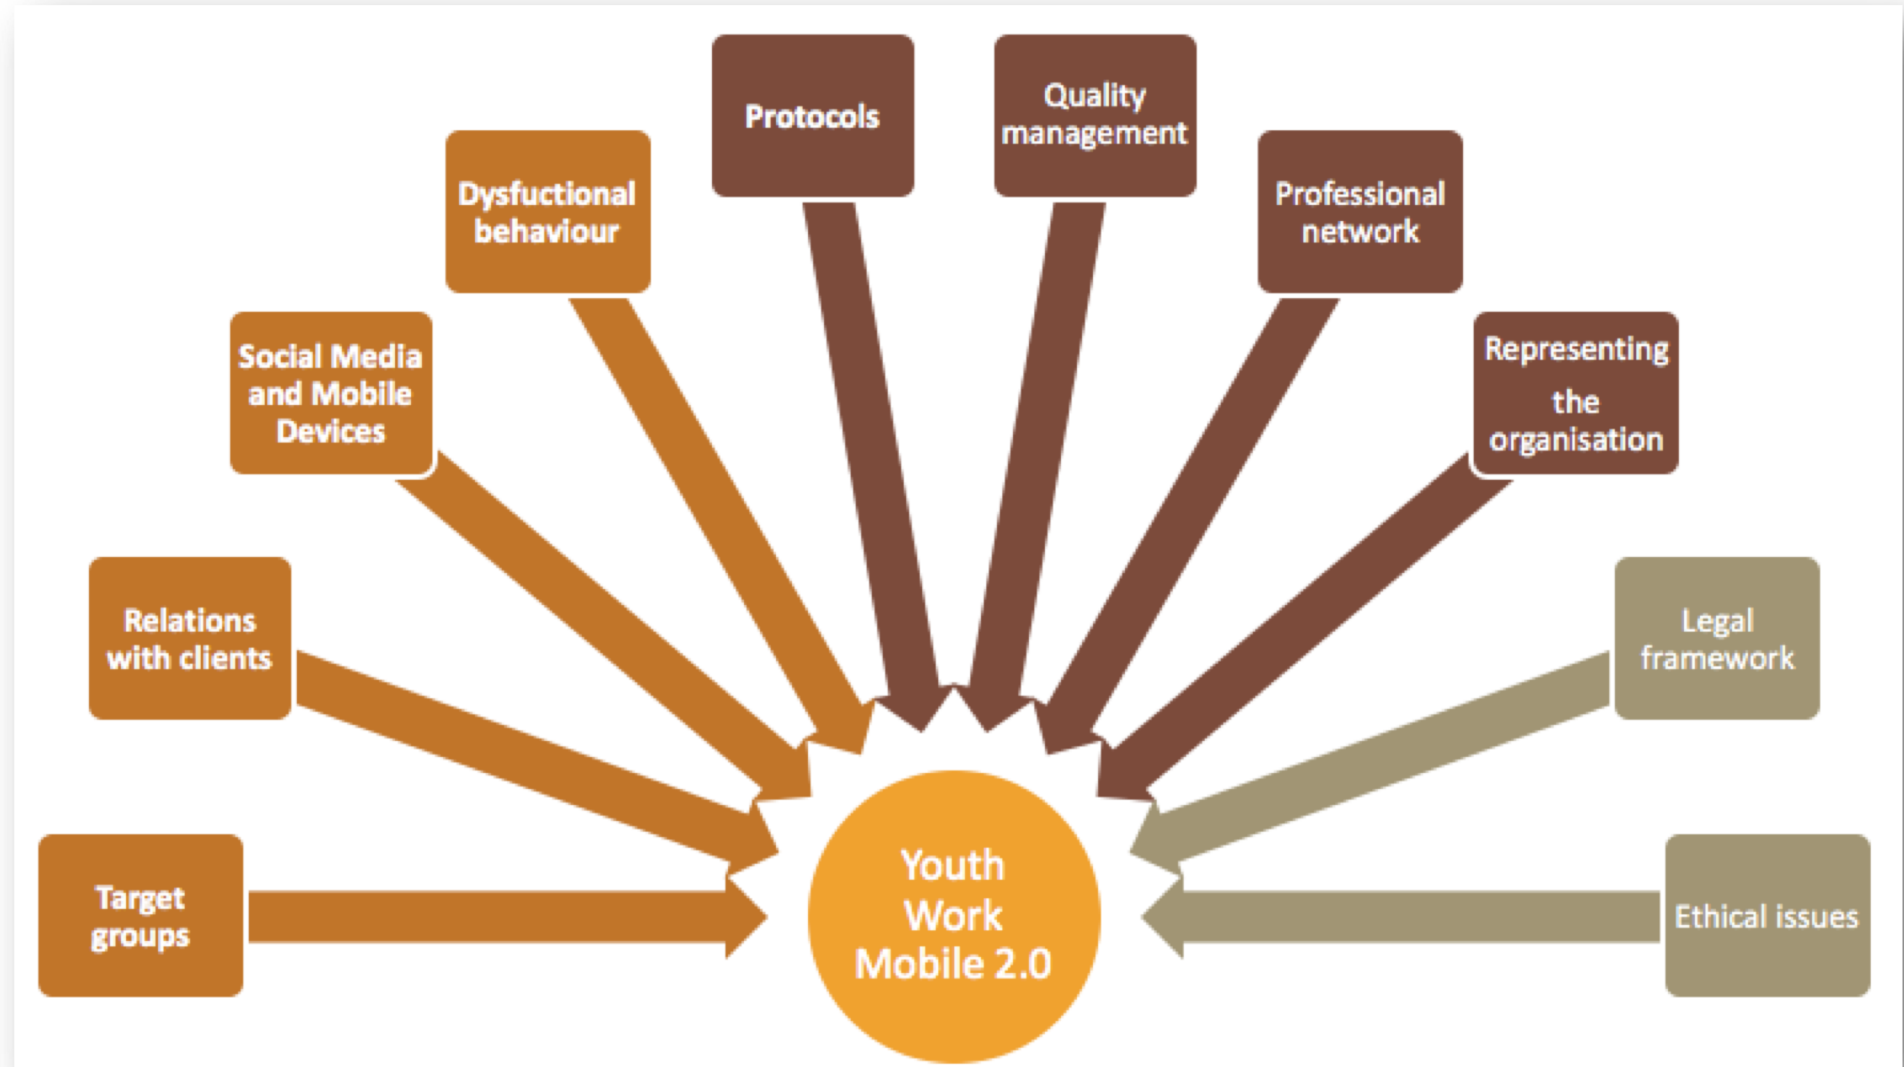 Protocols
Quality
management
Dysfuctional
behaviour
Professional
network
Social Media
and Mobile
Devices
Representing
the
organisation
Relations
with clients
Legal
framework
Target
groups
Youth
Work
Mobile 2.0
Ethical issues